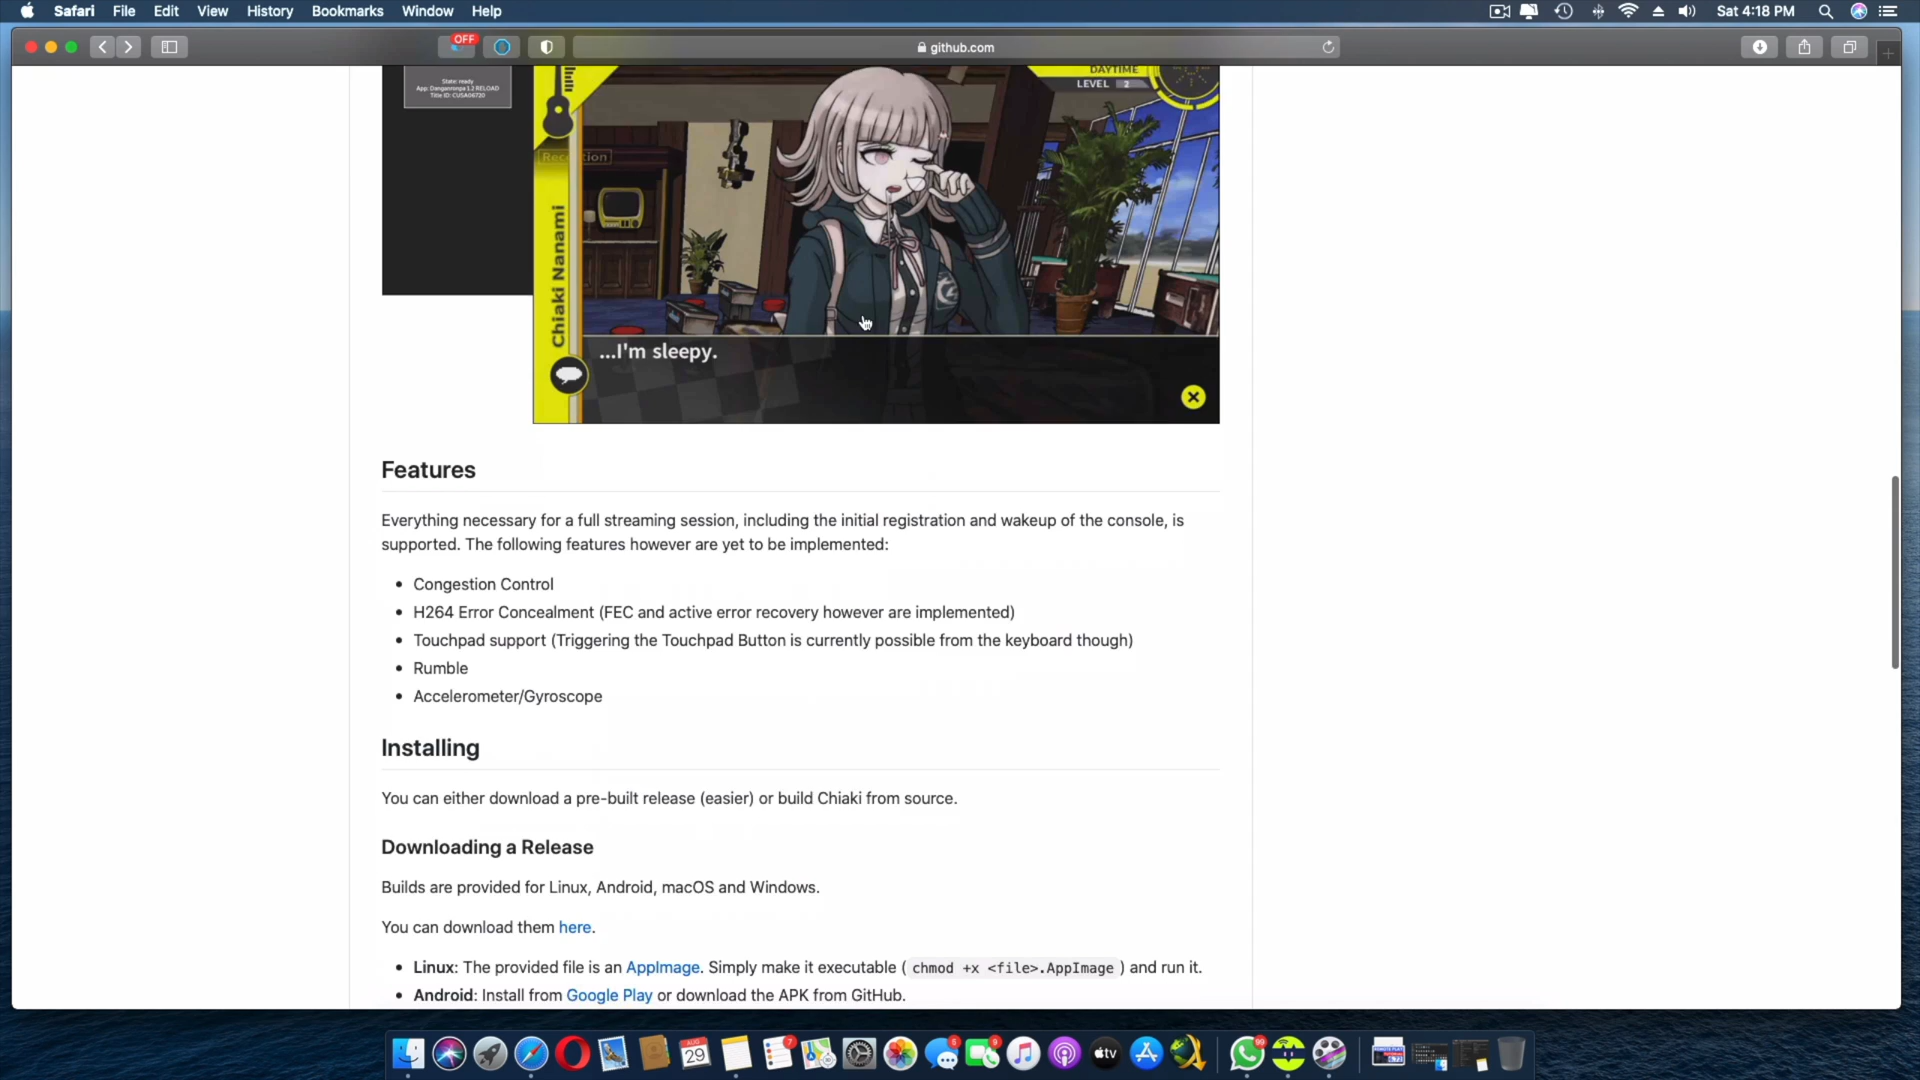 Safari File Edit View History Bookmarks Window Help
Sat 4:18 PM
OFF
github.com
State: ready
App: Danganronpa 1.2 RELOAD
Title ID: CUSA06720
DAYTIME
LEVEL 2
Reception
Chiaki Nanami
...I'm sleepy.
Features
Everything necessary for a full streaming session, including the initial registration and wakeup of the console, is
supported. The following features however are yet to be implemented:
• Congestion Control
• H264 Error Concealment (FEC and active error recovery however are implemented)
• Touchpad support (Triggering the Touchpad Button is currently possible from the keyboard though)
• Rumble
• Accelerometer/Gyroscope
Installing
You can either download a pre-built release (easier) or build Chiaki from source.
Downloading a Release
Builds are provided for Linux, Android, macOS and Windows.
You can download them here.
• Linux: The provided file is an AppImage. Simply make it executable ( chmod +x <file>.AppImage ) and run it.
• Android: Install from Google Play or download the APK from GitHub.
AUG
29
7
5
9
tv
99